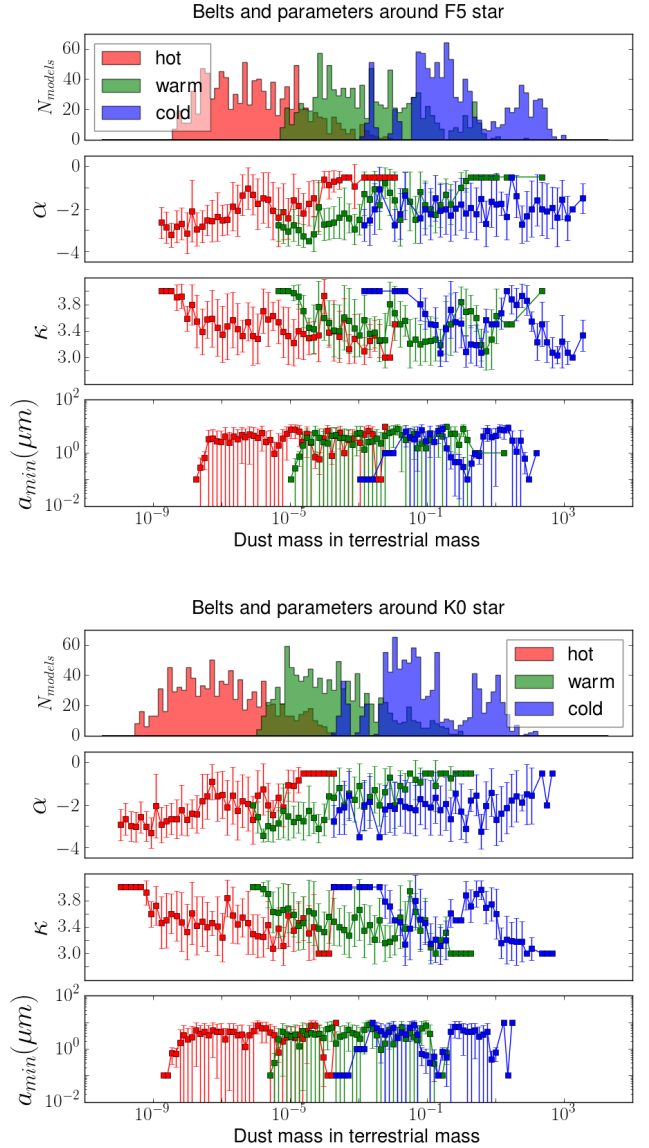 Belts and parameters around F5 star
N_models
60
40
20
0
hot
warm
cold
α
0
−2
−4
κ
3.8
3.4
3.0
a_min(μm)
10^2
10^0
10^−2
10^−9 10^−5 10^−1 10^3
Dust mass in terrestrial mass
Belts and parameters around K0 star
N_models
60
40
20
0
hot
warm
cold
α
0
−2
−4
κ
3.8
3.4
3.0
a_min(μm)
10^2
10^0
10^−2
10^−9 10^−5 10^−1 10^3
Dust mass in terrestrial mass